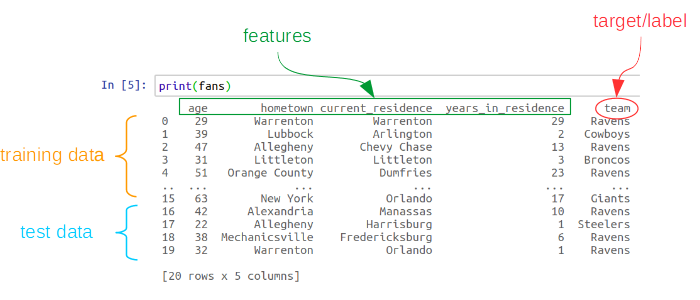 target/label
features
In [5]: print(fans)
age hometown current_residence years_in_residence team
0 29 Warrenton Warrenton 29 Ravens
1 39 Lubbock Arlington 2 Cowboys
2 47 Allegheny Chevy Chase 13 Ravens
training data
3 31 Littleton Littleton 3 Broncos
4 51 Orange County Dumfries 23 Ravens
.. ... ... ... ... ...
15 63 New York Orlando 17 Giants
16 42 Alexandria Manassas 10 Ravens
test data
17 22 Allegheny Harrisburg 1 Steelers
18 38 Mechanicsville Fredericksburg 6 Ravens
19 32 Warrenton Orlando 1 Ravens
[20 rows x 5 columns]